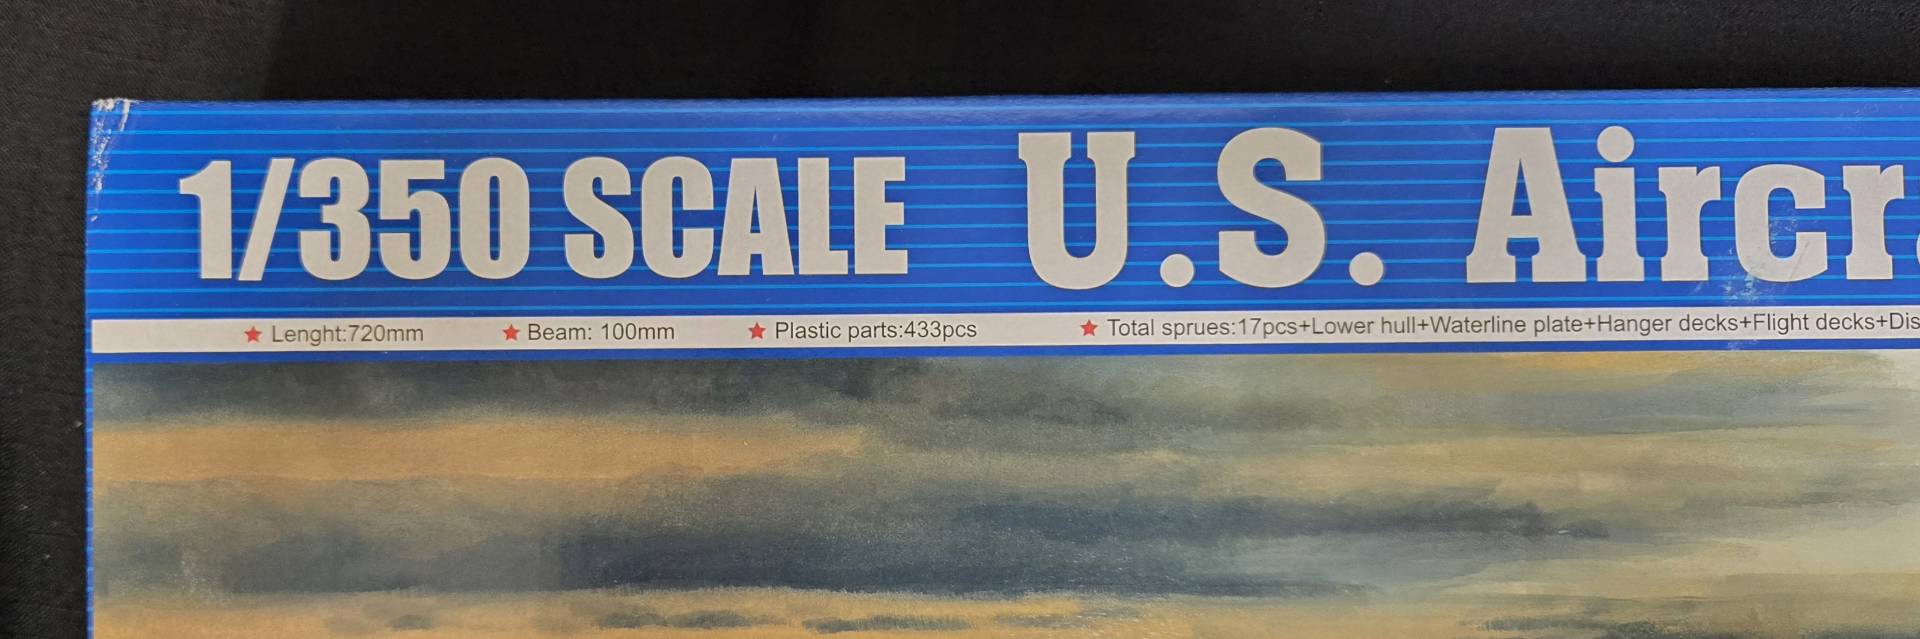 1/350 SCALE U.S. Aircr
★ Lenght:720mm ★ Beam: 100mm ★ Plastic parts:433pcs ★ Total sprues:17pcs+Lower hull+Waterline plate+Hanger decks+Flight decks+Dis